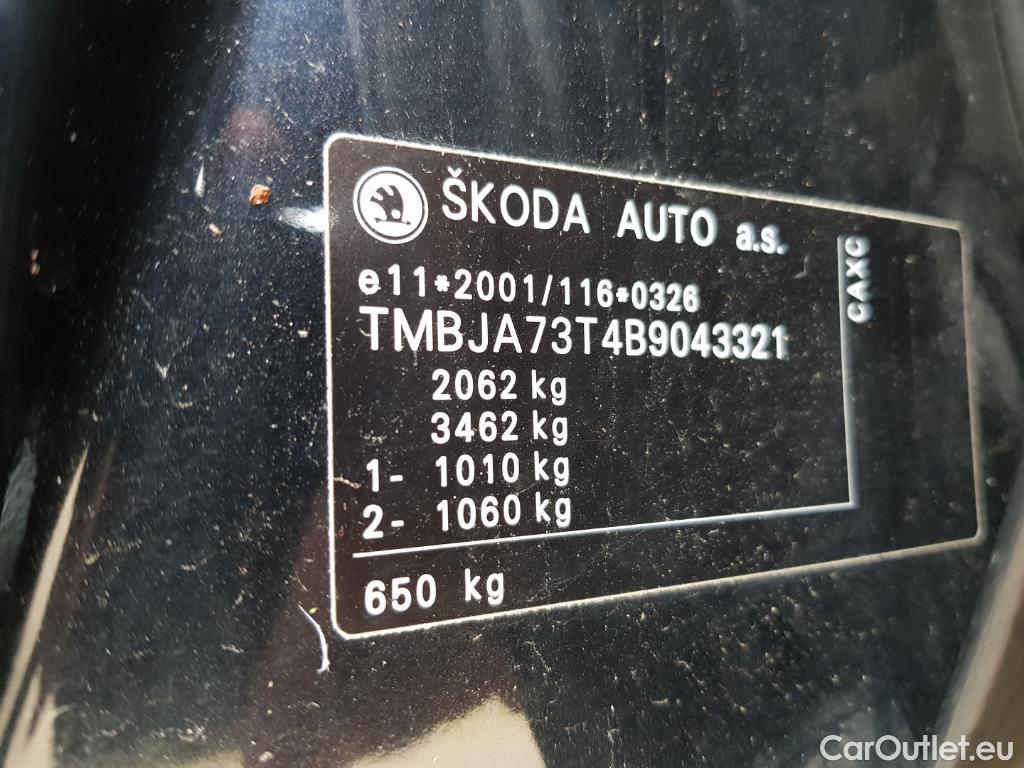 ŠKODA AUTO a.s.
e11*2001/116*0326
TMBJA73T4B9043321
2062 kg
3462 kg
1- 1010 kg
2- 1060 kg
650 kg
CAXC
CarOutlet.eu